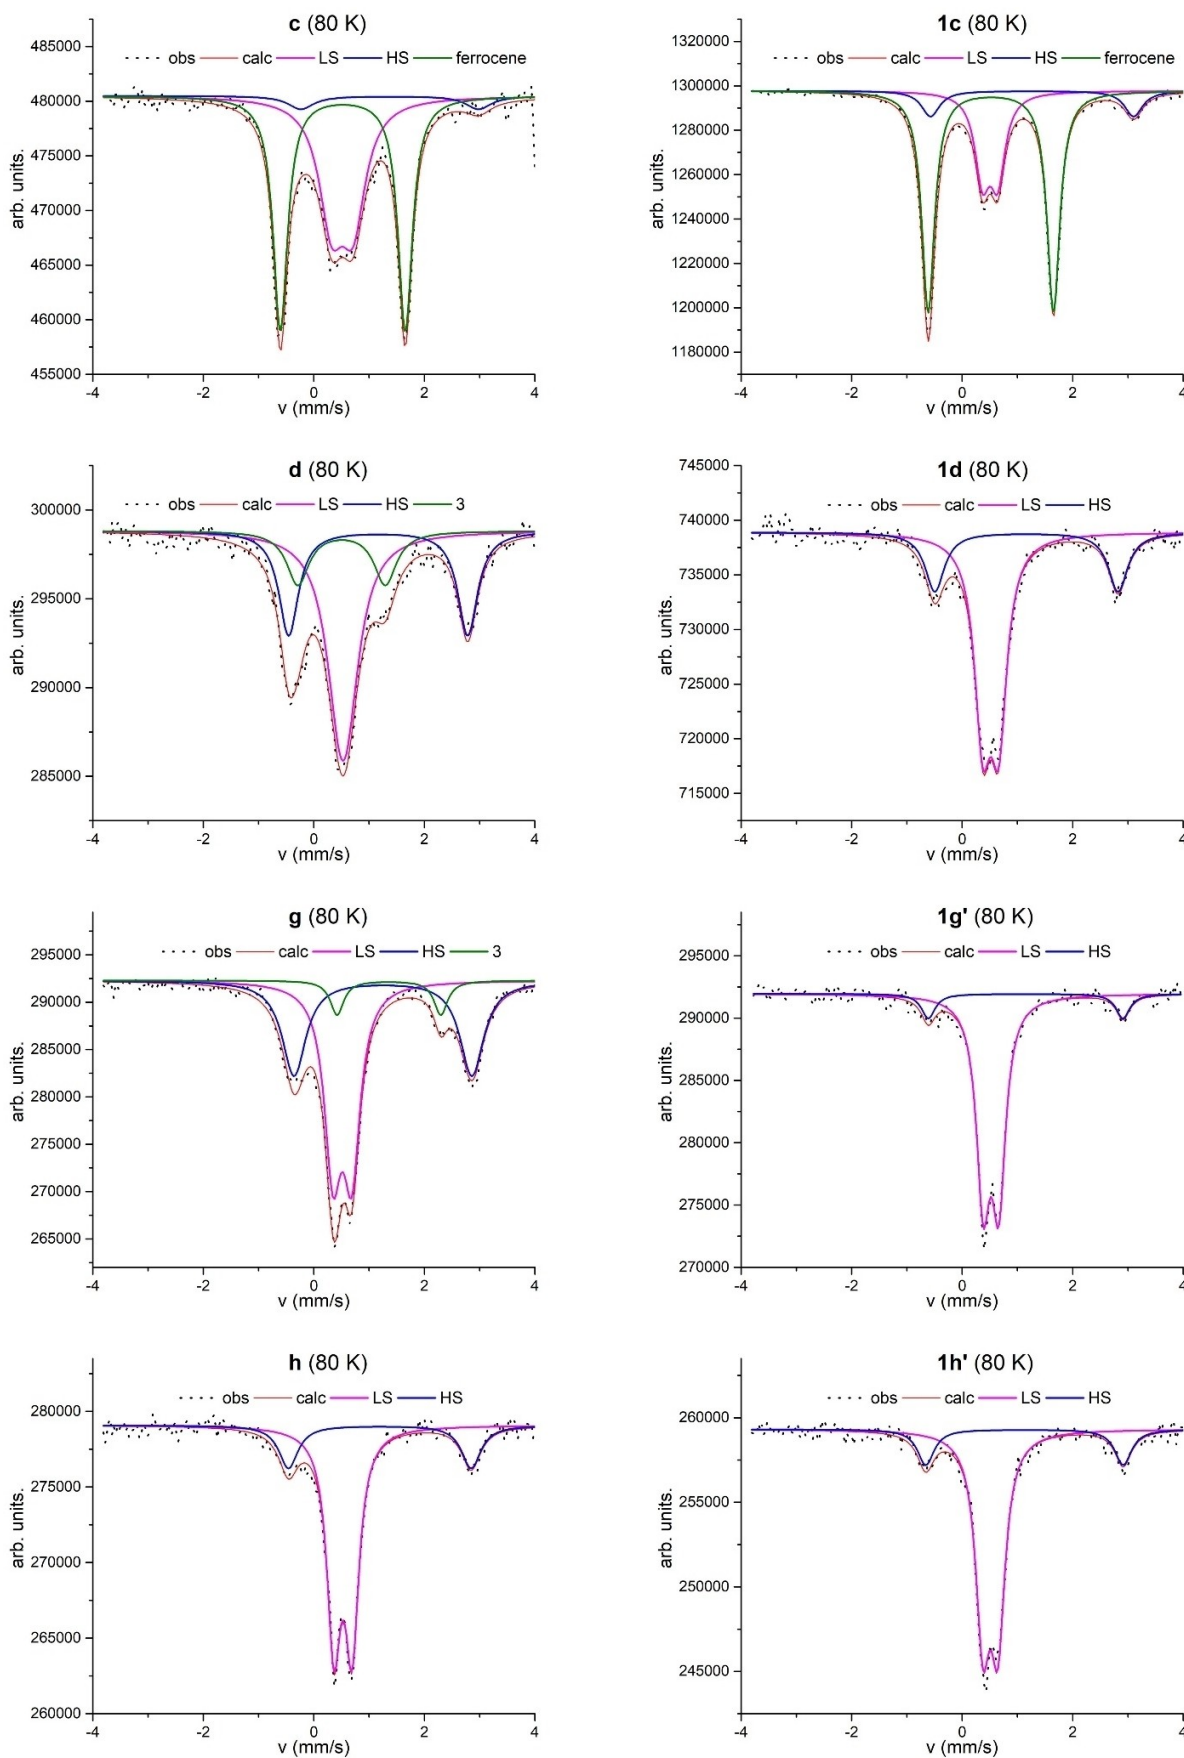 c (80 K)
obs calc LS HS ferrocene
485000
480000
475000
470000
465000
460000
455000
arb. units.
-4 -2 0 2 4
v (mm/s)
1c (80 K)
obs calc LS HS ferrocene
1320000
1300000
1280000
1260000
1240000
1220000
1200000
1180000
arb. units.
-4 -2 0 2 4
v (mm/s)
d (80 K)
obs calc LS HS 3
300000
295000
290000
285000
arb. units.
-4 -2 0 2 4
v (mm/s)
1d (80 K)
obs calc LS HS
745000
740000
735000
730000
725000
720000
715000
arb. units.
-4 -2 0 2 4
v (mm/s)
g (80 K)
obs calc LS HS 3
295000
290000
285000
280000
275000
270000
265000
arb. units.
-4 -2 0 2 4
v (mm/s)
1g' (80 K)
obs calc LS HS
295000
290000
285000
280000
275000
270000
arb. units.
-4 -2 0 2 4
v (mm/s)
h (80 K)
obs calc LS HS
280000
275000
270000
265000
260000
arb. units.
-4 -2 0 2 4
v (mm/s)
1h' (80 K)
obs calc LS HS
260000
255000
250000
245000
arb. units.
-4 -2 0 2 4
v (mm/s)